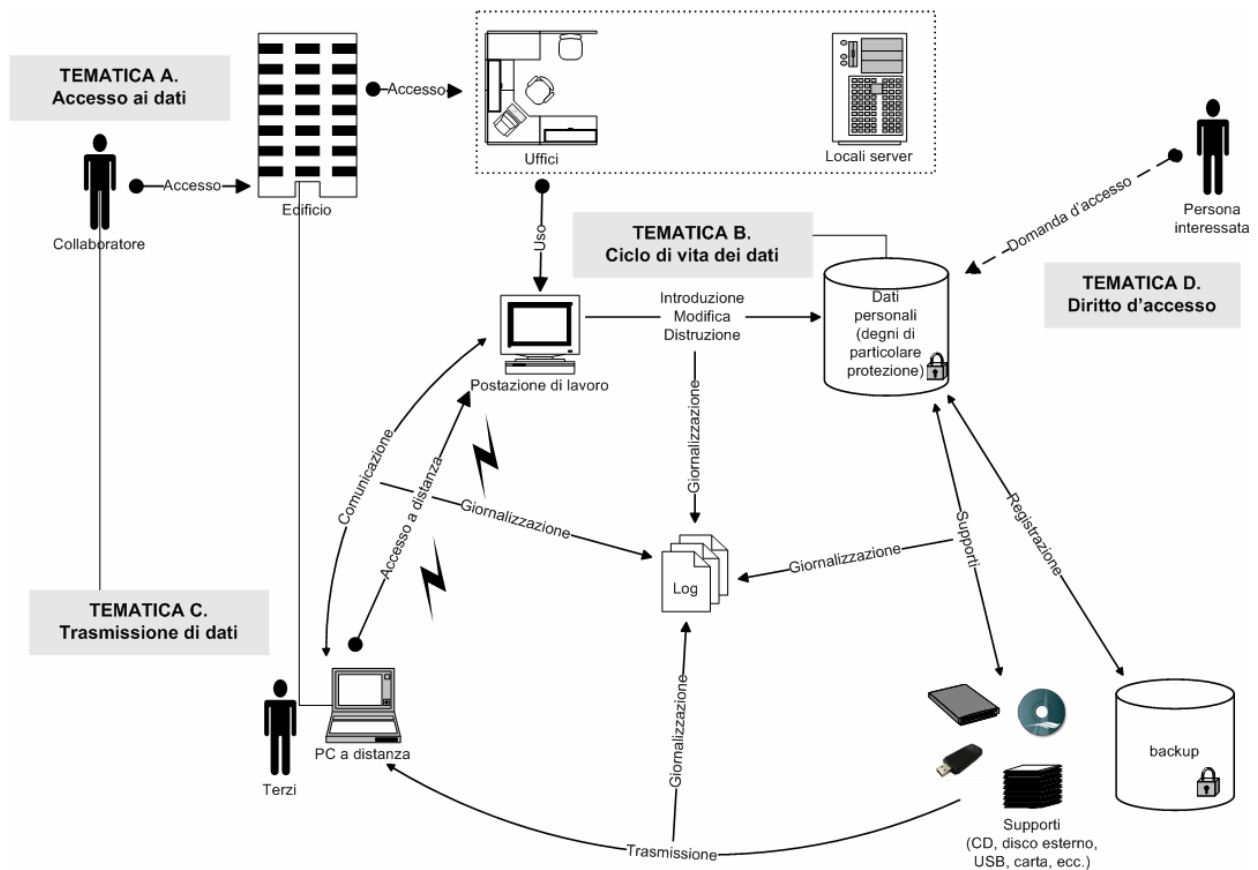 TEMATICA A.
Accesso ai dati
Accesso
Uffici
Locali server
Accesso
Edificio
Collaboratore
Uso
TEMATICA B.
Ciclo di vita dei dati
Domanda d'accesso
Persona
interessata
TEMATICA D.
Diritto d'accesso
Introduzione
Modifica
Distruzione
Dati
personali
(degni di
particolare
protezione)
Postazione di lavoro
Comunicazione
Accesso a distanza
Giornalizzazione
Giornalizzazione
Giornalizzazione
Supporti
Registrazione
Log
TEMATICA C.
Trasmissione di dati
Giornalizzazione
PC a distanza
Terzi
backup
Trasmissione
Supporti
(CD, disco esterno,
USB, carta, ecc.)